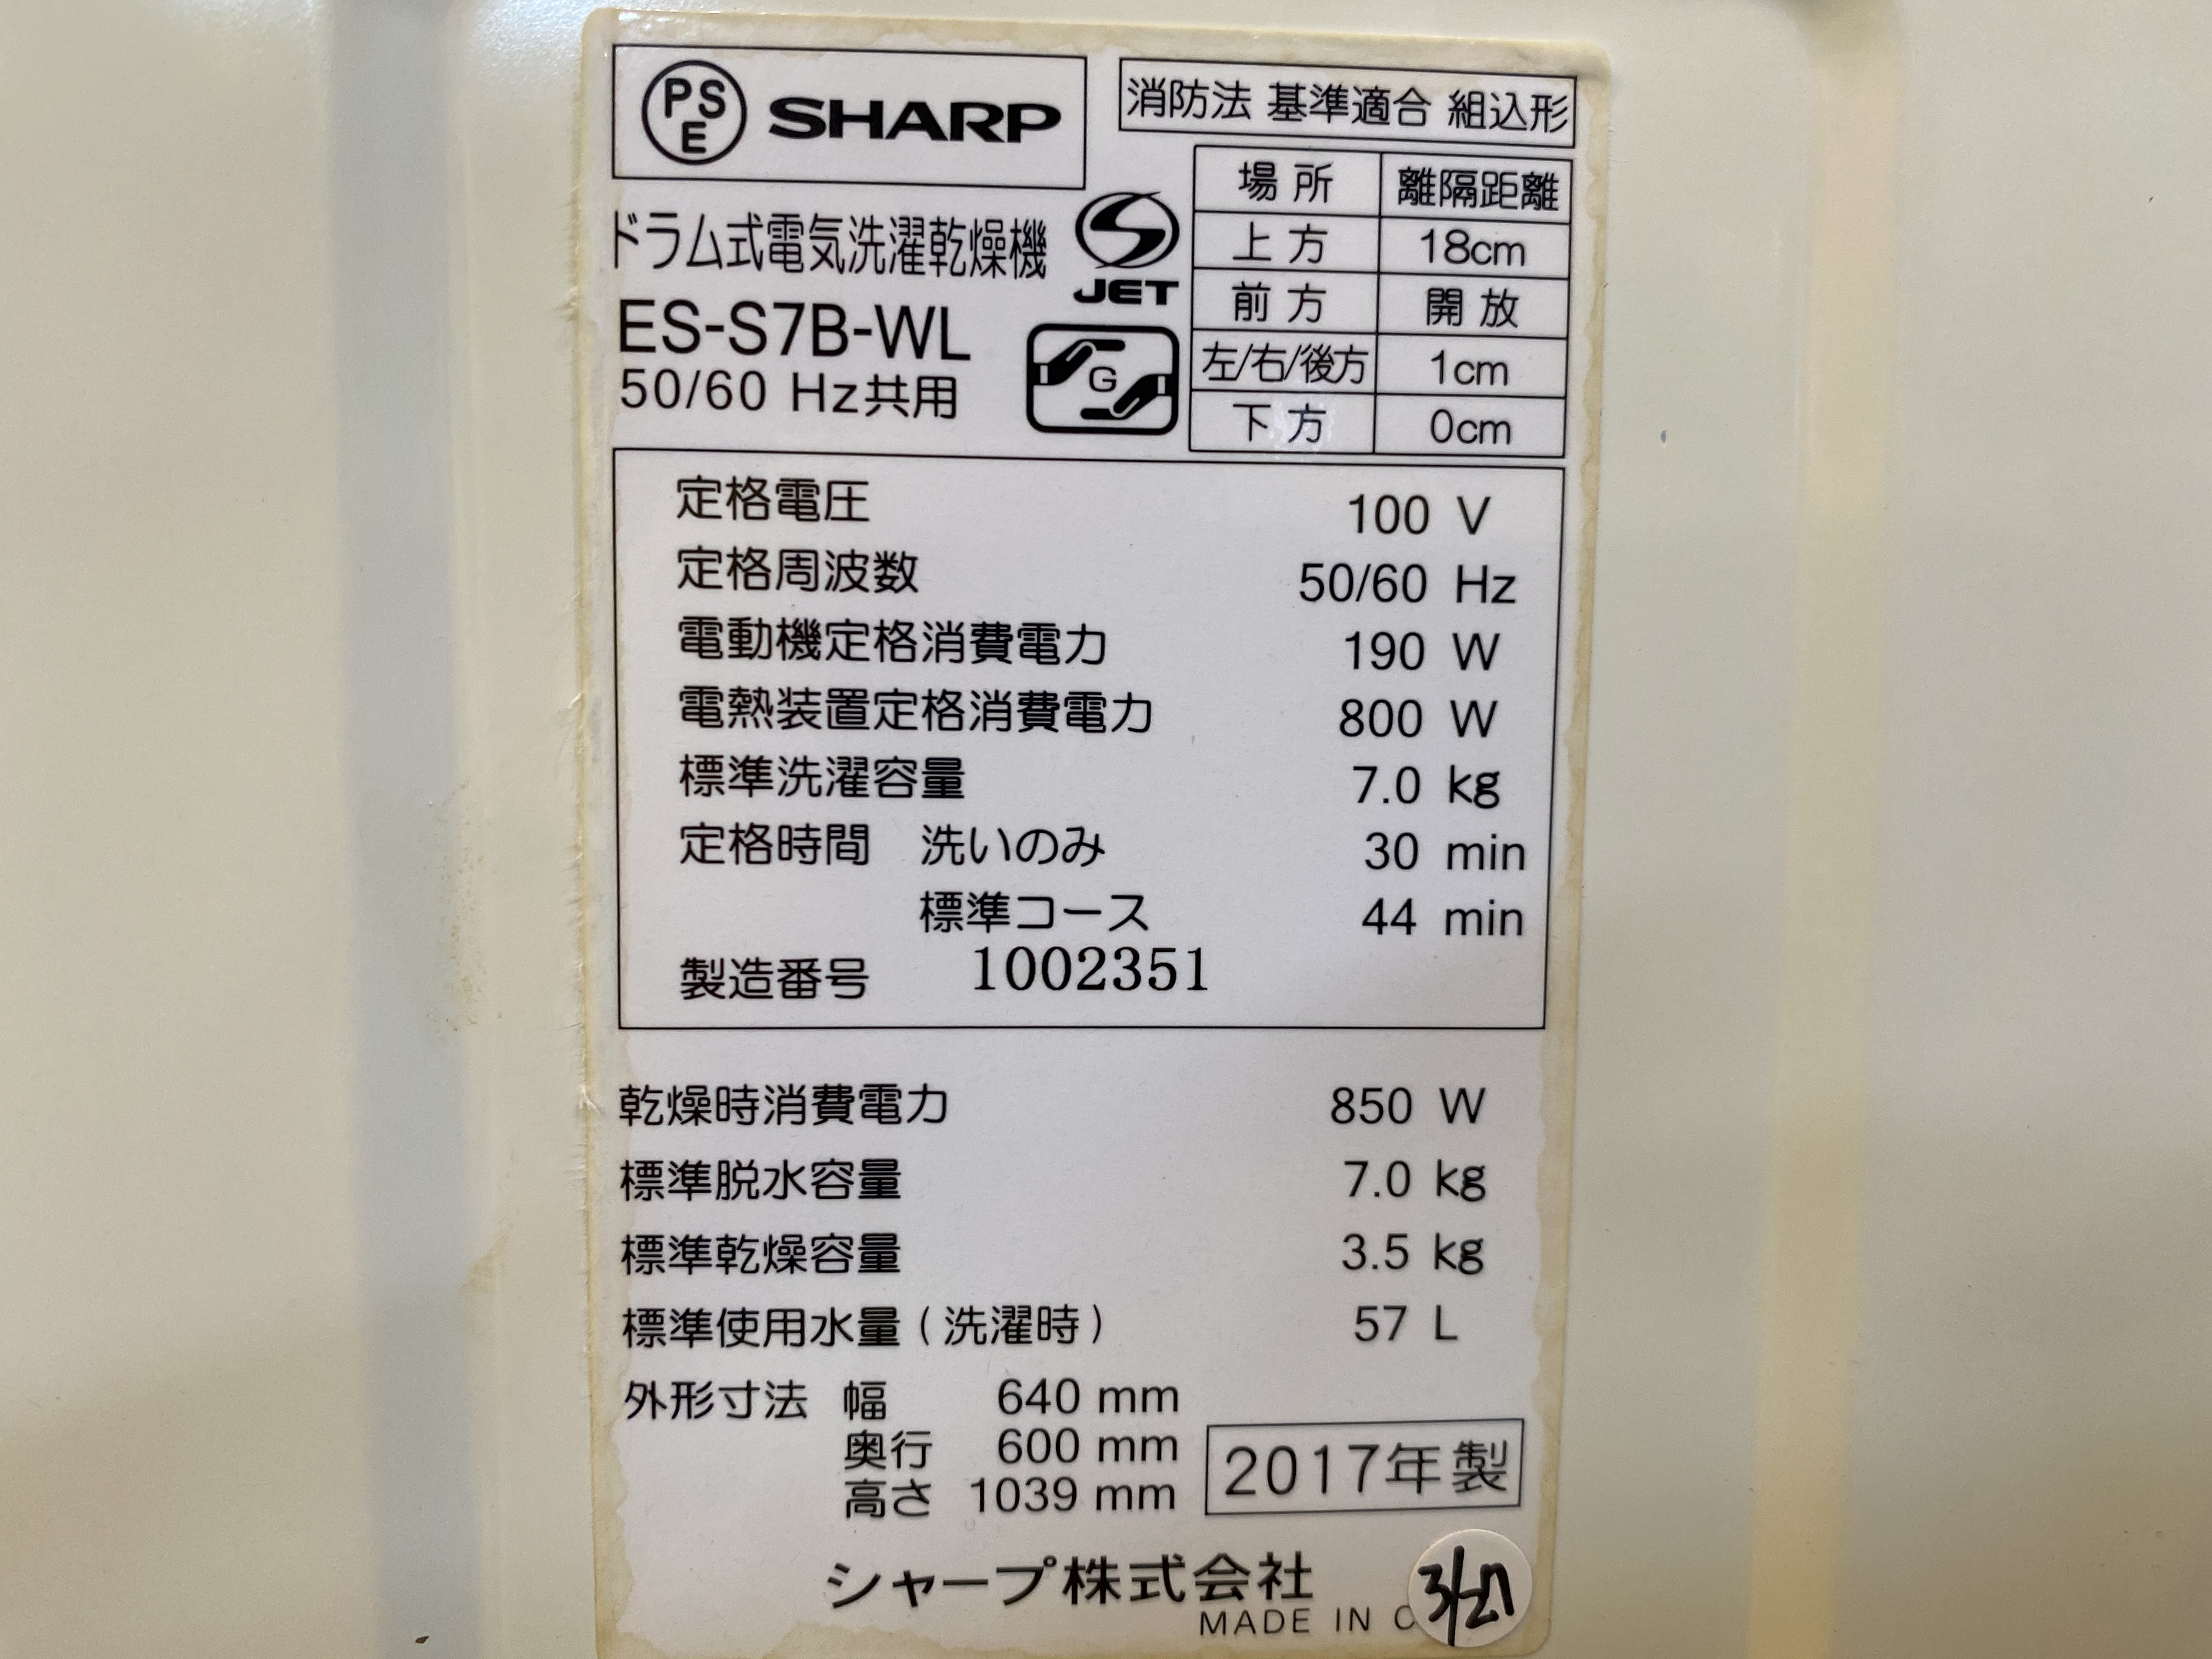 PSE SHARP
消防法 基準適合 組込形
ドラム式電気洗濯乾燥機
ES-S7B-WL
50/60 Hz共用
JET
G
場所 離隔距離
上方 18cm
前方 開放
左/右/後方 1cm
下方 0cm
定格電圧 100 V
定格周波数 50/60 Hz
電動機定格消費電力 190 W
電熱装置定格消費電力 800 W
標準洗濯容量 7.0 kg
定格時間 洗いのみ 30 min
標準コース 44 min
製造番号 1002351
乾燥時消費電力 850 W
標準脱水容量 7.0 kg
標準乾燥容量 3.5 kg
標準使用水量(洗濯時) 57 L
外形寸法 幅 640 mm
奥行 600 mm
高さ 1039 mm
2017年製
シャープ株式会社
MADE IN C
3/27